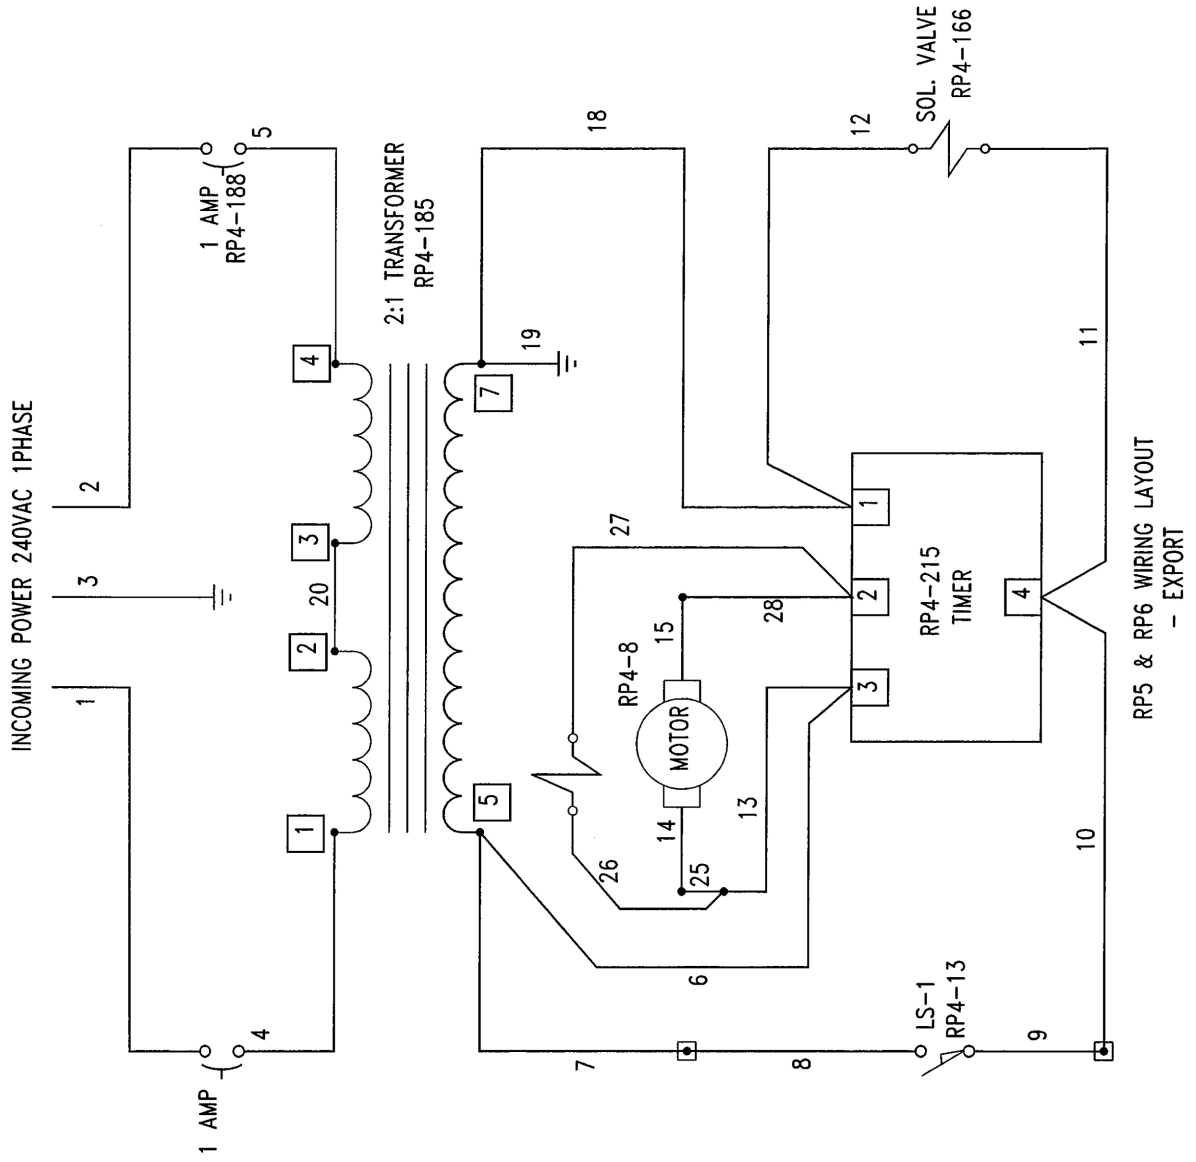 INCOMING POWER 240VAC 1PHASE
1
3
2
1 AMP
4
1 AMP
RP4-188
5
1
2
20
3
4
2:1 TRANSFORMER
RP4-185
5
7
19
18
7
6
26
27
RP4-8
MOTOR
14
15
25
13
28
12
SOL. VALVE
RP4-166
3
2
1
RP4-215
TIMER
4
8
LS-1
RP4-13
9
10
11
RP5 & RP6 WIRING LAYOUT
- EXPORT